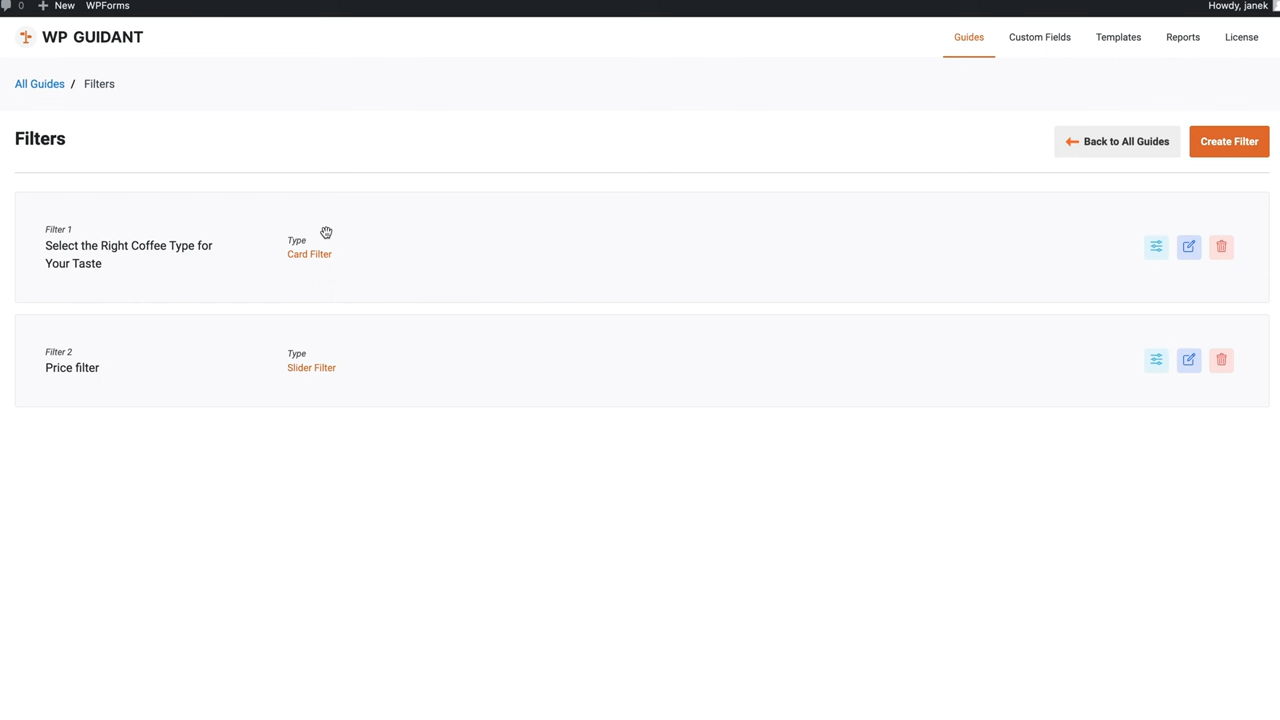 0 New WPForms Howdy, janek
WP GUIDANT Guides Custom Fields Templates Reports License
All Guides / Filters
Filters
Back to All Guides Create Filter
Filter 1
Select the Right Coffee Type for
Your Taste
Type
Card Filter
Filter 2
Price filter
Type
Slider Filter